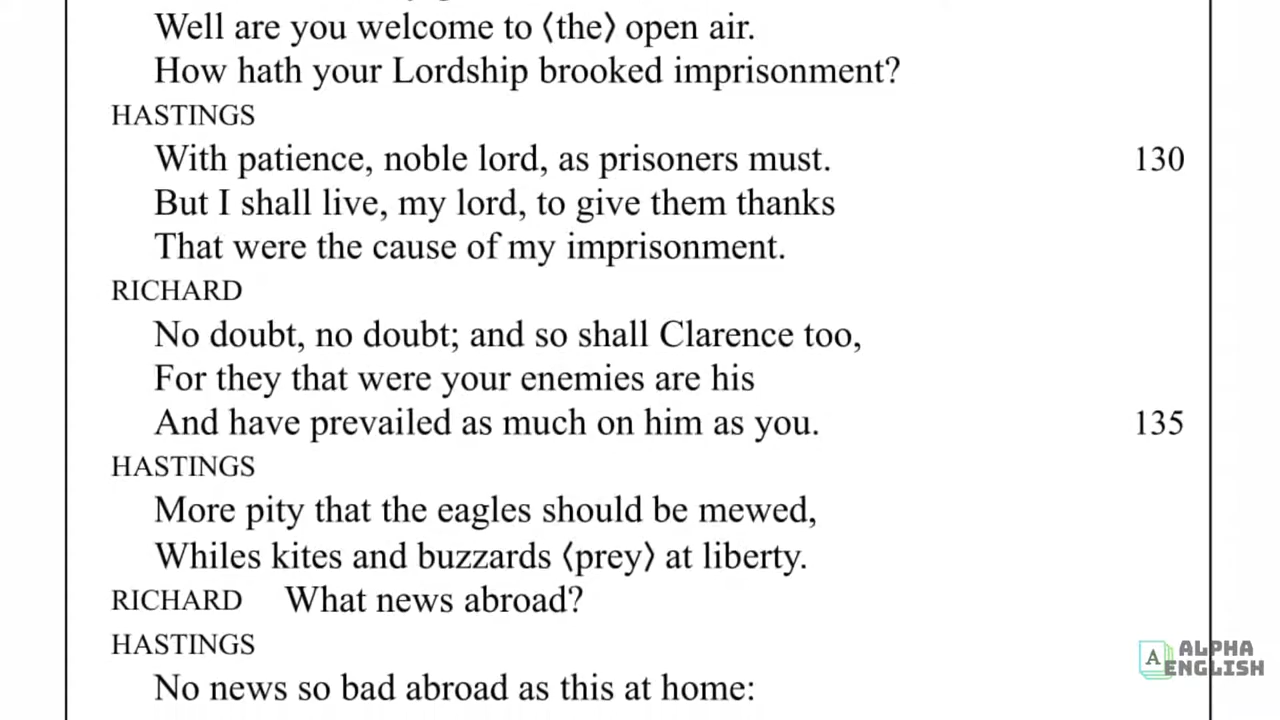 Well are you welcome to ⟨the⟩ open air.
How hath your Lordship brooked imprisonment?
HASTINGS
With patience, noble lord, as prisoners must. 130
But I shall live, my lord, to give them thanks
That were the cause of my imprisonment.
RICHARD
No doubt, no doubt; and so shall Clarence too,
For they that were your enemies are his
And have prevailed as much on him as you. 135
HASTINGS
More pity that the eagles should be mewed,
Whiles kites and buzzards ⟨prey⟩ at liberty.
RICHARD What news abroad?
HASTINGS
No news so bad abroad as this at home:
A ALPHA
ENGLISH